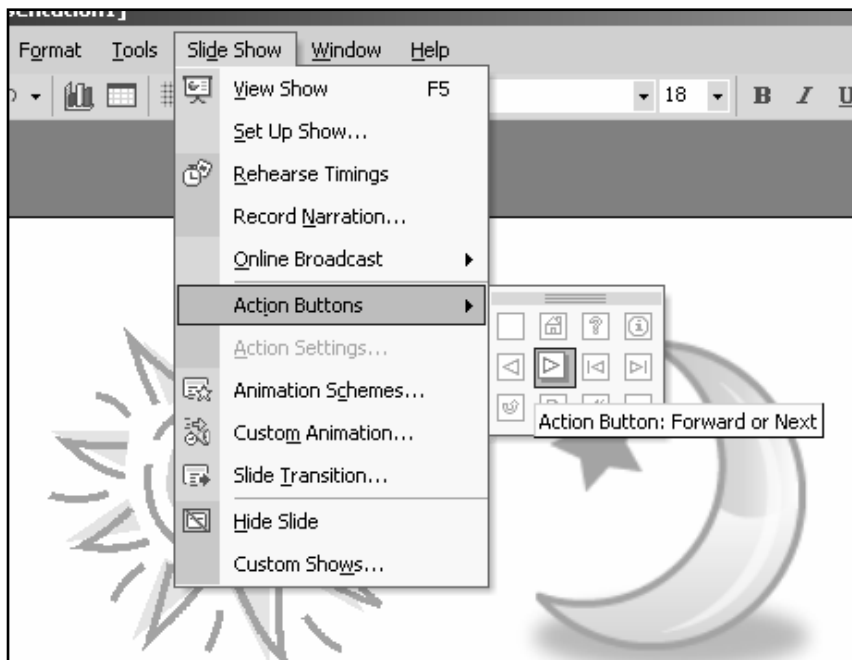 Format Tools Slide Show Window Help
18 B I U
View Show F5
Set Up Show...
Rehearse Timings
Record Narration...
Online Broadcast
Action Buttons
Action Settings...
Animation Schemes...
Custom Animation...
Slide Transition...
Hide Slide
Custom Shows...
Action Button: Forward or Next